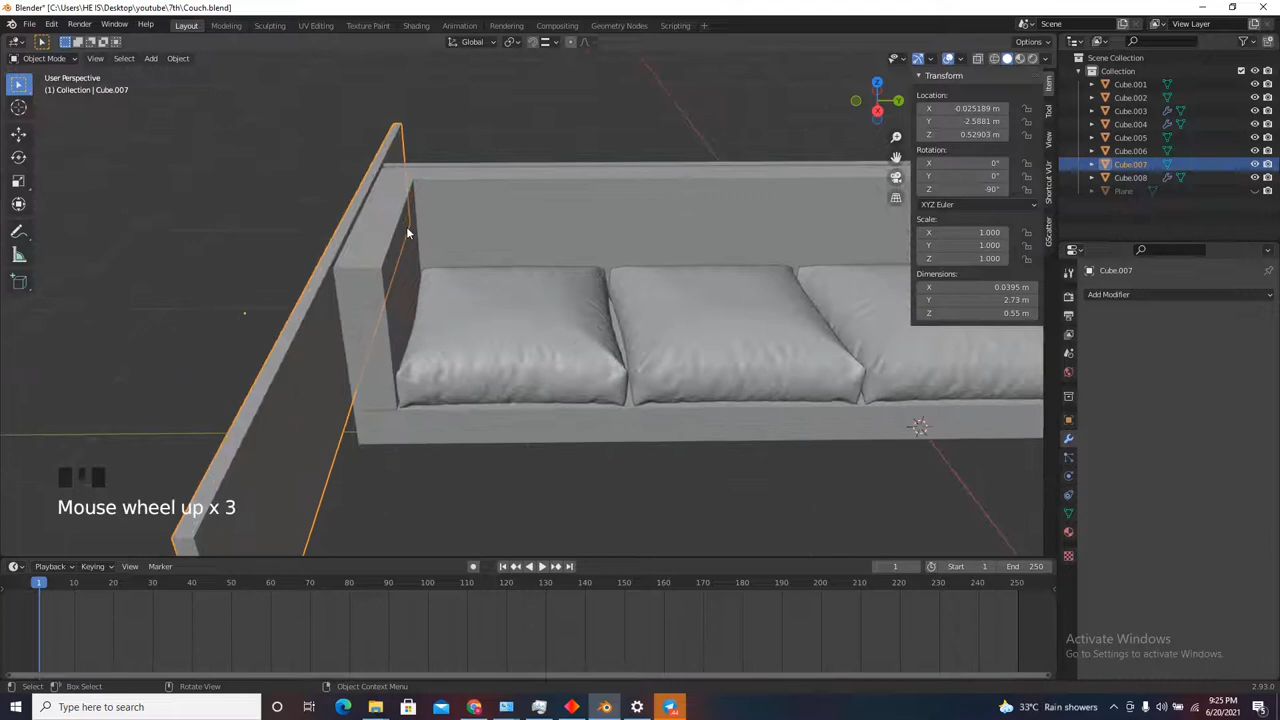 Blender* [C:\Users\HE IS\Desktop\youtube\7th\Couch.blend]
File Edit Render Window Help Layout Modeling Sculpting UV Editing Texture Paint Shading Animation Rendering Compositing Geometry Nodes Scripting + Scene View Layer
Global Options
Object Mode View Select Add Object
User Perspective
(1) Collection | Cube.007
Z
Y
X
Transform
Location:
X -0.025189 m
Y -2.5881 m
Z 0.52903 m
Rotation:
X 0°
Y 0°
Z -90°
XYZ Euler
Scale:
X 1.000
Y 1.000
Z 1.000
Dimensions:
X 0.0395 m
Y 2.73 m
Z 0.55 m
Item
Tool
View
Shortcut VUr
GScatter
Scene Collection
Collection
Cube.001
Cube.002
Cube.003
Cube.004
Cube.005
Cube.006
Cube.007
Cube.008
Plane
Cube.007
Add Modifier
Mouse wheel up x 3
Playback Keying View Marker 1 Start 1 End 250
1 10 20 30 40 50 60 70 80 90 100 110 120 130 140 150 160 170 180 190 200 210 220 230 240 250
Activate Windows
Go to Settings to activate Windows.
Select Box Select Rotate View Object Context Menu 2.93.0
Type here to search
33°C Rain showers
9:25 PM
6/20/2021